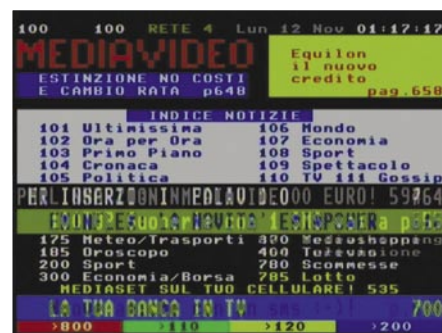 100 100 RETE 4 Lun 12 Nov 01:17:17
MEDIAVIDEO
Equilon
il nuovo
credito
pag.658
ESTINZIONE NO COSTI
E CAMBIO RATA p648
INDICE NOTIZIE
101 Ultimissima 106 Mondo
102 Ora per Ora 107 Economia
103 Primo Piano 108 Sport
104 Cronaca 109 Spettacolo
105 Politica 110 TV 111 Gossip
EURO!
175 Meteo/Trasporti
185 Oroscopo 400
200 Sport 780 Scommesse
300 Economia/Borsa 785 Lotto
MEDIASET SUL TUO CELLULARE! 535
LA TUA BANCA IN TV 700
>800 >110 >120 >200